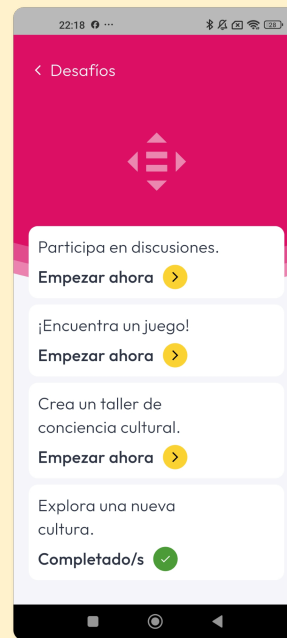 22:18 ···
28
Desafíos
Participa en discusiones.
Empezar ahora
¡Encuentra un juego!
Empezar ahora
Crea un taller de
conciencia cultural.
Empezar ahora
Explora una nueva
cultura.
Completado/s